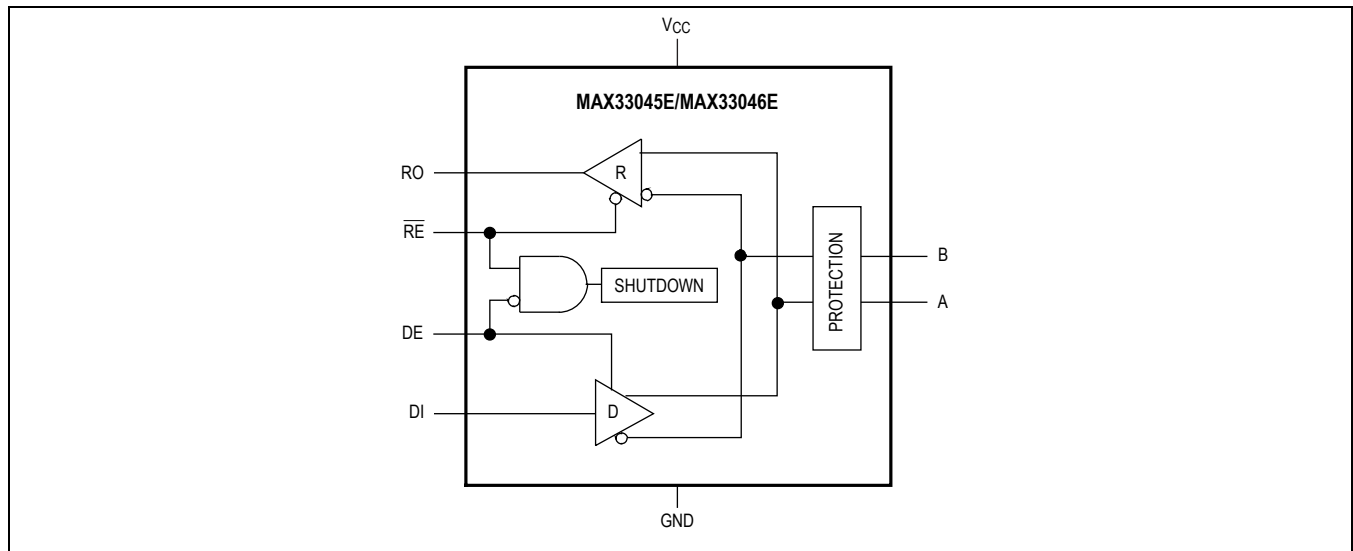 VCC
MAX33045E/MAX33046E
RO
R
RE
SHUTDOWN
PROTECTION
B
A
DE
DI
D
GND